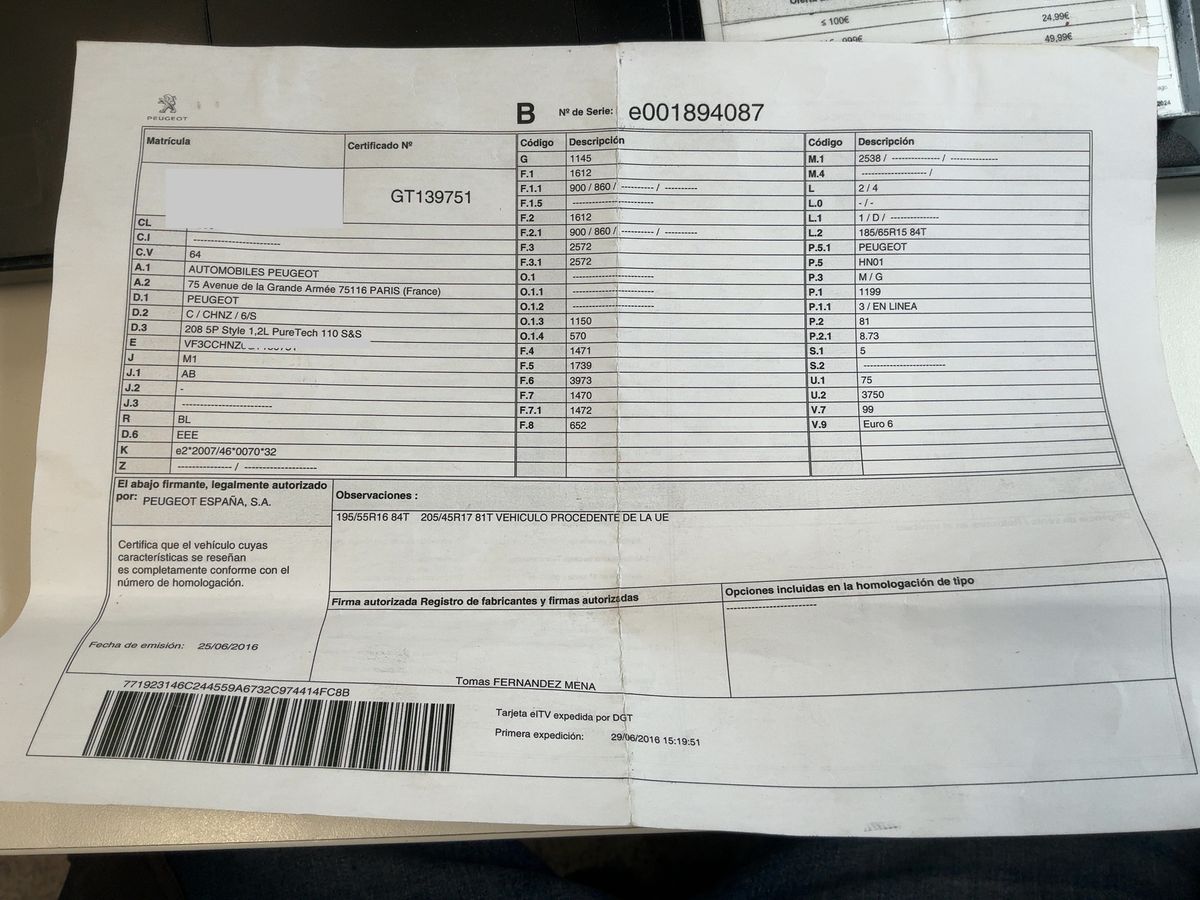 ≤ 100€ 24,99€
999€ 49,99€
2024
PEUGEOT
B Nº de Serie: e001894087
Matrícula Certificado Nº
GT139751
CL
C.I -----------------------
C.V 64
A.1 AUTOMOBILES PEUGEOT
A.2 75 Avenue de la Grande Armée 75116 PARIS (France)
D.1 PEUGEOT
D.2 C / CHNZ / 6/S
D.3 208 5P Style 1,2L PureTech 110 S&S
E VF3CCHNZ
J M1
J.1 AB
J.2 -
J.3 ------------------------
R BL
D.6 EEE
K e2*2007/46*0070*32
Z --------------- / --------------------
Código Descripción
G 1145
F.1 1612
F.1.1 900 / 860 / ---------- / ----------
F.1.5 -------------------------
F.2 1612
F.2.1 900 / 860 / ---------- / ----------
F.3 2572
F.3.1 2572
O.1 -------------------------
O.1.1 -------------------------
O.1.2 -------------------------
O.1.3 1150
O.1.4 570
F.4 1471
F.5 1739
F.6 3973
F.7 1470
F.7.1 1472
F.8 652
Código Descripción
M.1 2538 / --------------- / ---------------
M.4 -------------------- /
L 2 / 4
L.0 - / -
L.1 1 / D / ---------------
L.2 185/65R15 84T
P.5.1 PEUGEOT
P.5 HN01
P.3 M / G
P.1 1199
P.1.1 3 / EN LINEA
P.2 81
P.2.1 8.73
S.1 5
S.2 -------------------------
U.1 75
U.2 3750
V.7 99
V.9 Euro 6
El abajo firmante, legalmente autorizado
por: PEUGEOT ESPAÑA, S.A.
Certifica que el vehículo cuyas
características se reseñan
es completamente conforme con el
número de homologación.
Fecha de emisión: 25/06/2016
Observaciones :
195/55R16 84T 205/45R17 81T VEHICULO PROCEDENTE DE LA UE
Firma autorizada Registro de fabricantes y firmas autorizadas
Tomas FERNANDEZ MENA
Opciones incluidas en la homologación de tipo
-------------------------
771923146C244559A6732C974414FC8B
Tarjeta eITV expedida por DGT
Primera expedición: 29/06/2016 15:19:51